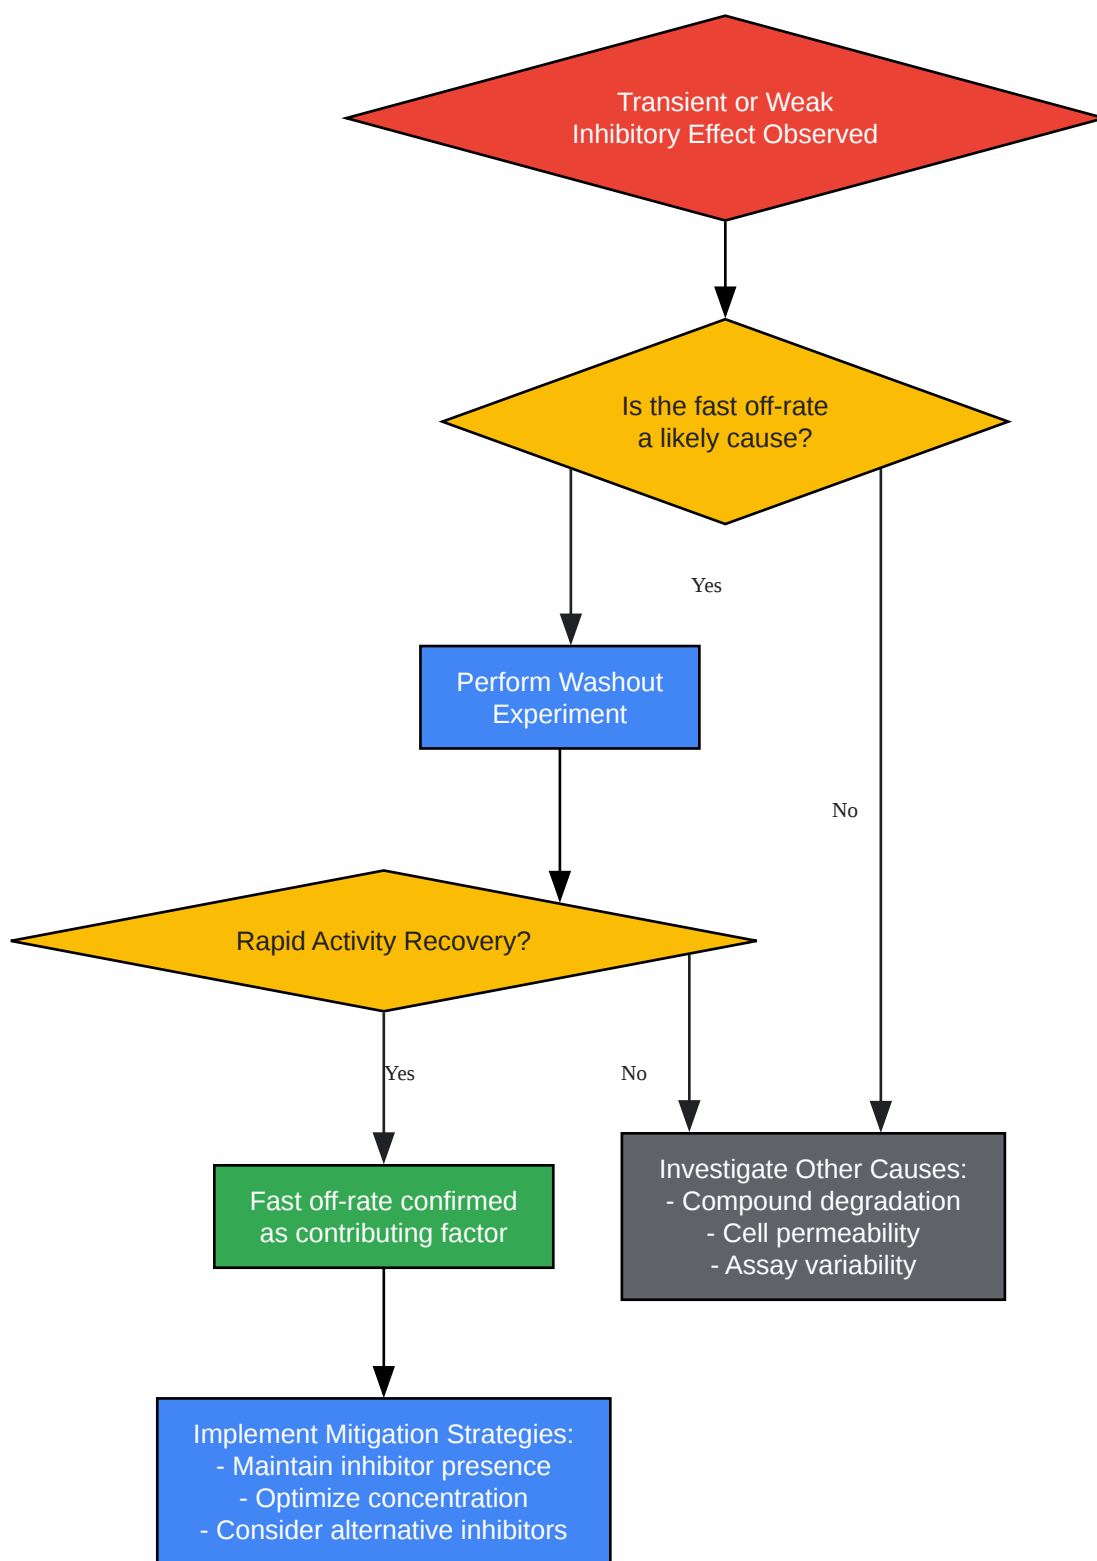 Transient or Weak
Inhibitory Effect Observed
Is the fast off-rate
a likely cause?
Yes
Perform Washout
Experiment
No
Rapid Activity Recovery?
Yes
No
Fast off-rate confirmed
as contributing factor
Investigate Other Causes:
- Compound degradation
- Cell permeability
- Assay variability
Implement Mitigation Strategies:
- Maintain inhibitor presence
- Optimize concentration
- Consider alternative inhibitors